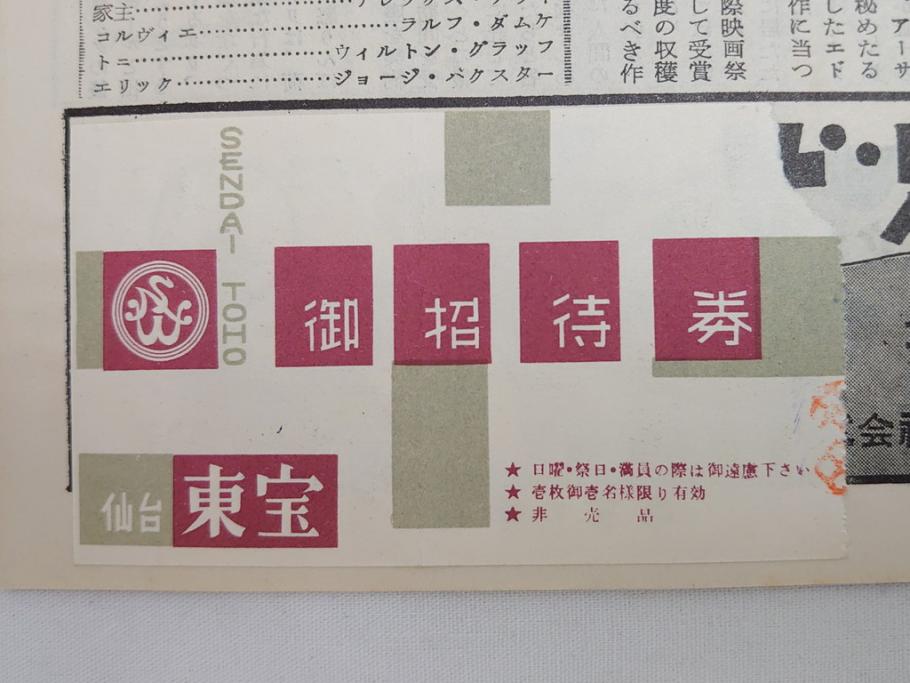 家主
コルヴィエ…………ラルフ・ダムケ
トニ…………ウィルトン・グラッフ
エリック…………ジョージ・バクスター
際映画祭
して受賞
度の収穫
るべき作
秘めたる
したエド
作に当つ
SENDAI TOHO
御招待券
仙台東宝
★日曜・祭日・満員の際は御遠慮下さい
★壱枚御壱名様限り有効
★非売品